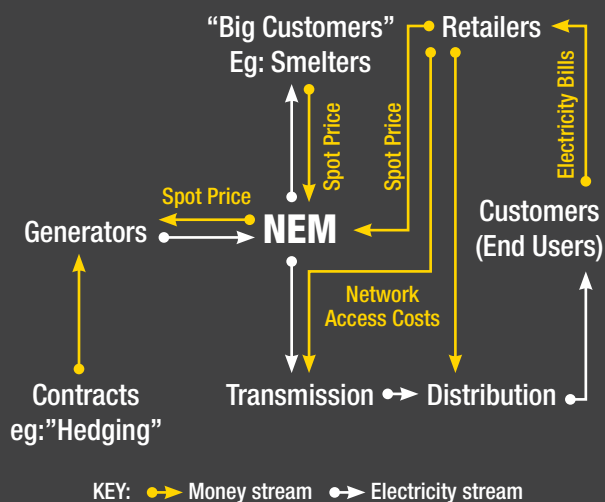 “Big Customers”
Eg: Smelters
Retailers
Electricity Bills
Spot Price
Spot Price
Spot Price
Generators
NEM
Customers
(End Users)
Network
Access Costs
Contracts
eg:”Hedging”
Transmission
Distribution
KEY: Money stream Electricity stream